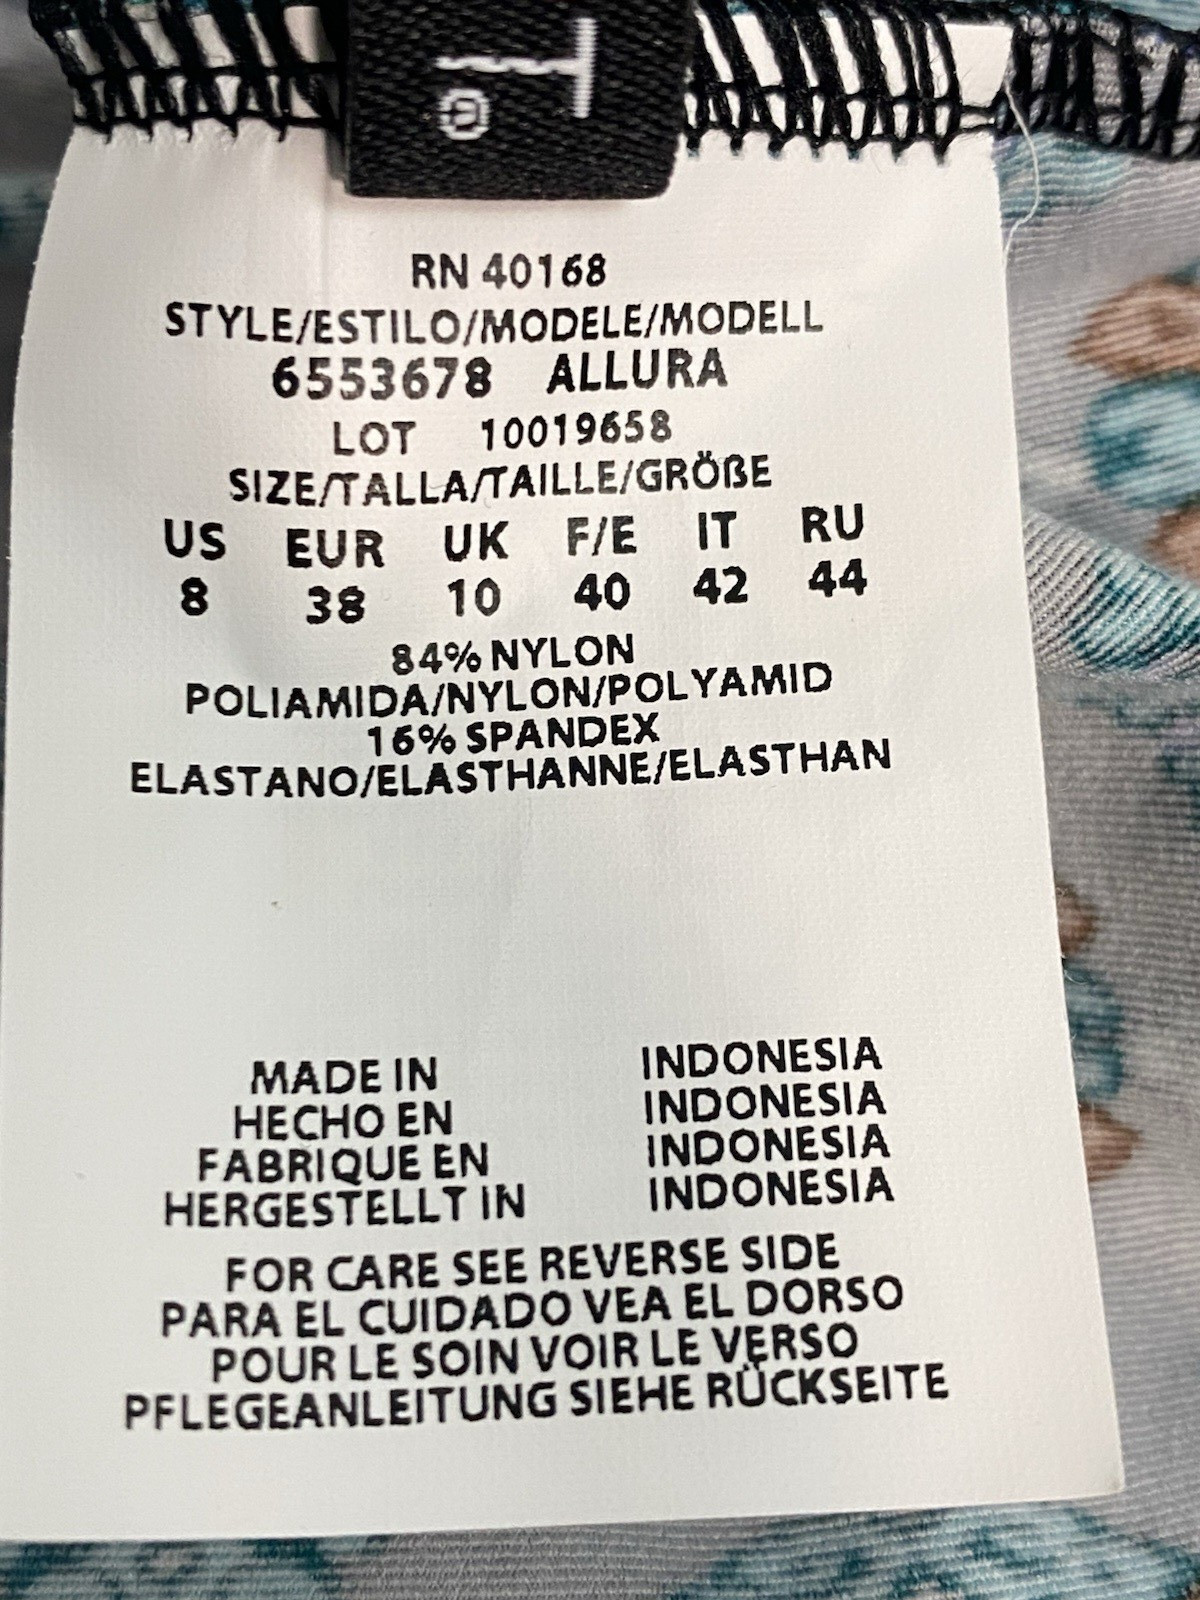 RN 40168
STYLE/ESTILO/MODELE/MODELL
6553678 ALLURA
LOT 10019658
SIZE/TALLA/TAILLE/GRÖßE
US EUR UK F/E IT RU
8 38 10 40 42 44
84% NYLON
POLIAMIDA/NYLON/POLYAMID
16% SPANDEX
ELASTANO/ELASTHANNE/ELASTHAN
MADE IN INDONESIA
HECHO EN INDONESIA
FABRIQUE EN INDONESIA
HERGESTELLT IN INDONESIA
FOR CARE SEE REVERSE SIDE
PARA EL CUIDADO VEA EL DORSO
POUR LE SOIN VOIR LE VERSO
PFLEGEANLEITUNG SIEHE RÜCKSEITE